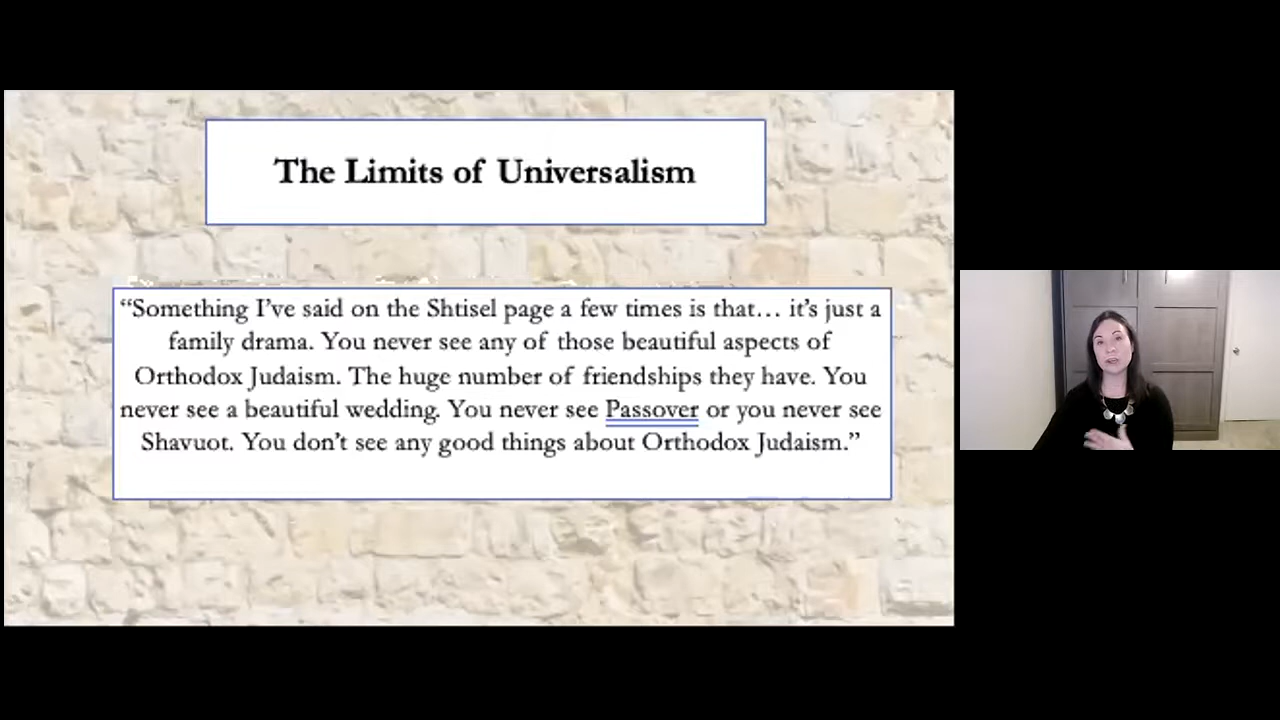 The Limits of Universalism
“Something I’ve said on the Shtisel page a few times is that… it’s just a
family drama. You never see any of those beautiful aspects of
Orthodox Judaism. The huge number of friendships they have. You
never see a beautiful wedding. You never see Passover or you never see
Shavuot. You don’t see any good things about Orthodox Judaism.”